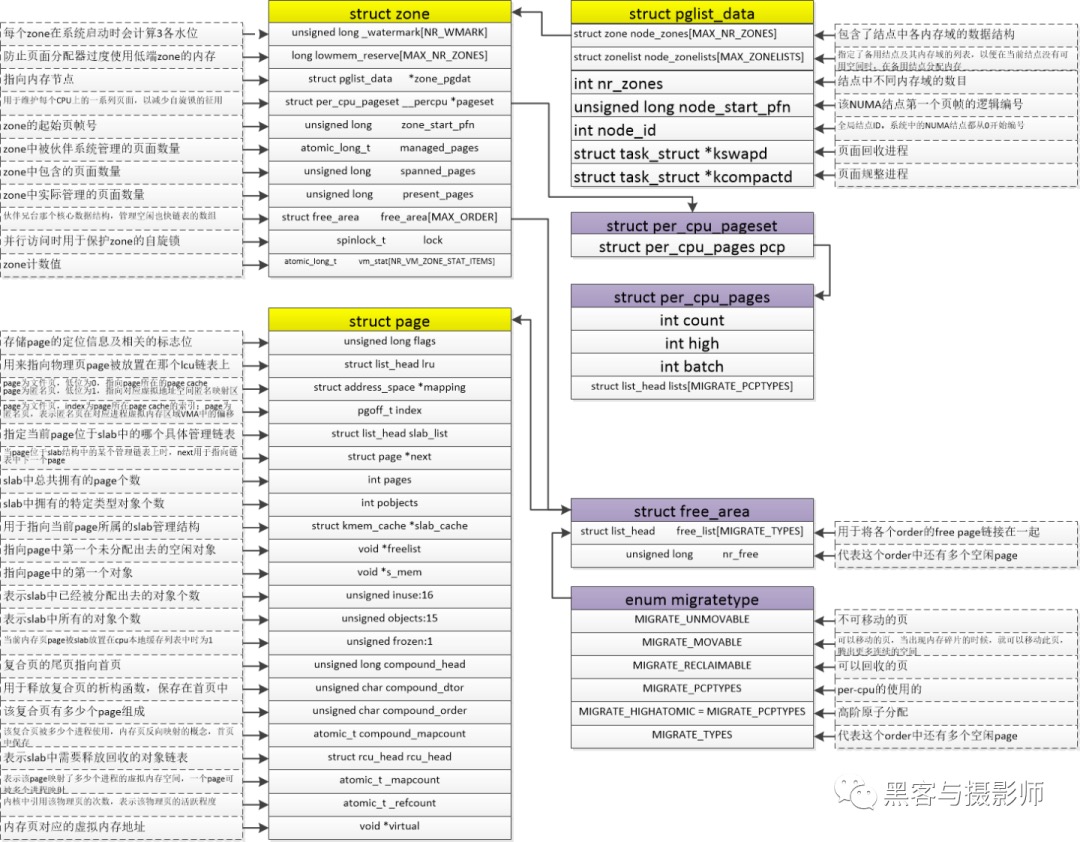 struct zone
每个zone在系统启动时会计算3各水位
unsigned long _watermark[NR_WMARK]
防止页面分配器过度使用低端zone的内存
long lowmem_reserve[MAX_NR_ZONES]
指向内存节点
struct pglist_data *zone_pgdat
用于维护每个CPU上的一系列页面，以减少自旋锁的征用
struct per_cpu_pageset __percpu *pageset
zone的起始页帧号
unsigned long zone_start_pfn
zone中被伙伴系统管理的页面数量
atomic_long_t managed_pages
zone中包含的页面数量
unsigned long spanned_pages
zone中实际管理的页面数量
unsigned long present_pages
伙伴兄台那个核心数据结构，管理空闲也快链表的数组
struct free_area free_area[MAX_ORDER]
并行访问时用于保护zone的自旋锁
spinlock_t lock
zone计数值
atomic_long_t vm_stat[NR_VM_ZONE_STAT_ITEMS]
struct pglist_data
struct zone node_zones[MAX_NR_ZONES]
包含了结点中各内存域的数据结构
struct zonelist node_zonelists[MAX_ZONELISTS]
指定了备用结点及其内存域的列表，以便在当前结点没有可
用空间时，在备用结点分配内存
int nr_zones
结点中不同内存域的数目
unsigned long node_start_pfn
该NUMA结点第一个页帧的逻辑编号
int node_id
全局结点ID，系统中的NUMA结点都从0开始编号
struct task_struct *kswapd
页面回收进程
struct task_struct *kcompactd
页面规整进程
struct per_cpu_pageset
struct per_cpu_pages pcp
struct per_cpu_pages
int count
int high
int batch
struct list_head lists[MIGRATE_PCPTYPES]
struct page
存储page的定位信息及相关的标志位
unsigned long flags
用来指向物理页page被放置在那个lcu链表上
struct list_head lru
page为文件页，低位为0，指向page所在的page cache
page为匿名页，低位为1，指向对应虚拟地址空间匿名映射区
struct address_space *mapping
page为文件页，index为page所在page cache的索引；page为
匿名页，表示匿名页在对应进程虚拟内存区域VMA中的偏移
pgoff_t index
指定当前page位于slab中的哪个具体管理链表
struct list_head slab_list
当page位于slab结构中的某个管理链表上时，next用于指向链
表中下一个page
struct page *next
slab中总共拥有的page个数
int pages
slab中拥有的特定类型对象个数
int pobjects
用于指向当前page所属的slab管理结构
struct kmem_cache *slab_cache
指向page中第一个未分配出去的空闲对象
void *freelist
指向page中的第一个对象
void *s_mem
表示slab中已经被分配出去的对象个数
unsigned inuse:16
表示slab中所有的对象个数
unsigned objects:15
当前内存页page被slab放置在cpu本地缓存列表中时为1
unsigned frozen:1
复合页的尾页指向首页
unsigned long compound_head
用于释放复合页的析构函数，保存在首页中
unsigned char compound_dtor
该复合页有多少个page组成
unsigned char compound_order
该复合页被多少个进程使用，内存页反向映射的概念，首页
中保存
atomic_t compound_mapcount
表示slab中需要释放回收的对象链表
struct rcu_head rcu_head
表示该page映射了多少个进程的虚拟内存空间，一个page可
被多个进程映射
atomic_t _mapcount
内核中引用该物理页的次数，表示该物理页的活跃程度
atomic_t _refcount
内存页对应的虚拟内存地址
void *virtual
struct free_area
struct list_head free_list[MIGRATE_TYPES]
用于将各个order的free page链接在一起
unsigned long nr_free
代表这个order中还有多个空闲page
enum migratetype
MIGRATE_UNMOVABLE
不可移动的页
MIGRATE_MOVABLE
可以移动的页，当出现内存碎片的时候，就可以移动此页，
腾出更多连续的空间
MIGRATE_RECLAIMABLE
可以回收的页
MIGRATE_PCPTYPES
per-cpu的使用的
MIGRATE_HIGHATOMIC = MIGRATE_PCPTYPES
高阶原子分配
MIGRATE_TYPES
代表这个order中还有多个空闲page
黑客与摄影师